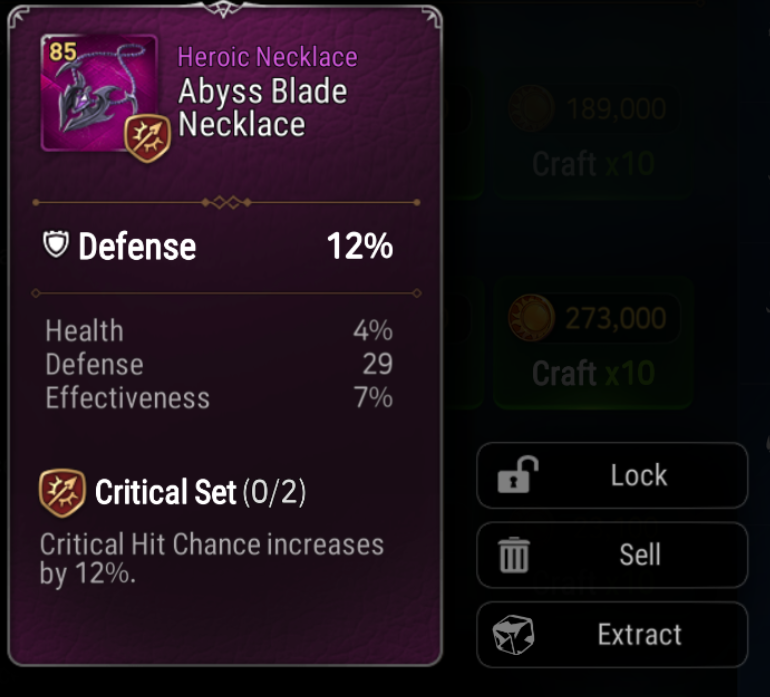 85
Heroic Necklace
Abyss Blade
Necklace
Defense 12%
Health 4%
Defense 29
Effectiveness 7%
Critical Set (0/2)
Critical Hit Chance increases
by 12%.
189,000
Craft x10
273,000
Craft x10
Lock
Sell
Extract